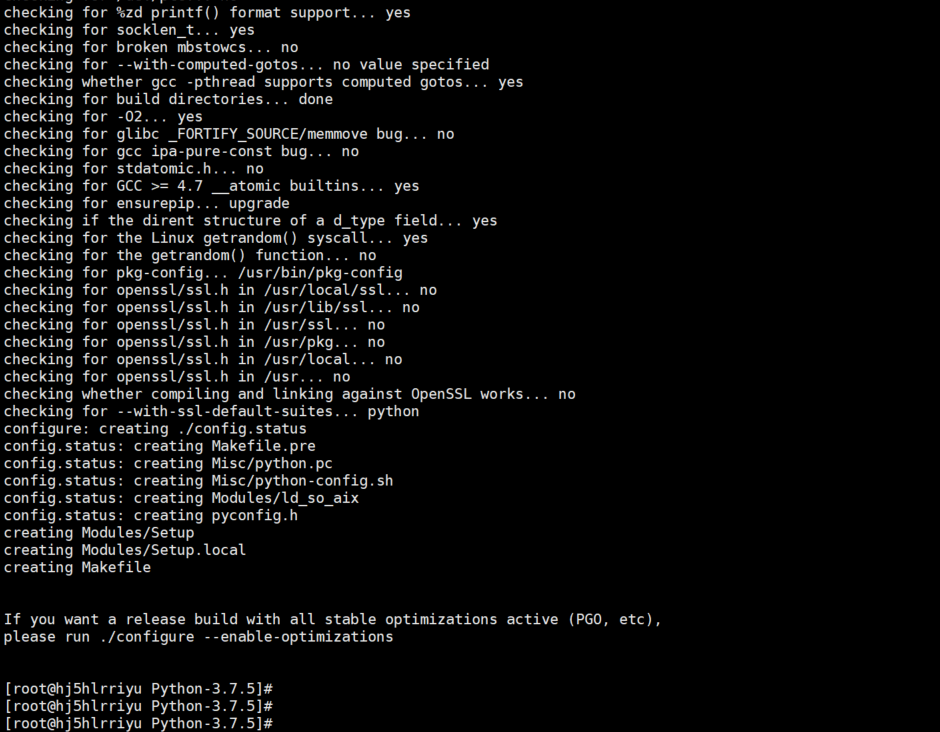 checking for %zd printf() format support... yes
checking for socklen_t... yes
checking for broken mbstowcs... no
checking for --with-computed-gotos... no value specified
checking whether gcc -pthread supports computed gotos... yes
checking for build directories... done
checking for -O2... yes
checking for glibc _FORTIFY_SOURCE/memmove bug... no
checking for gcc ipa-pure-const bug... no
checking for stdatomic.h... no
checking for GCC >= 4.7 __atomic builtins... yes
checking for ensurepip... upgrade
checking if the dirent structure of a d_type field... yes
checking for the Linux getrandom() syscall... yes
checking for the getrandom() function... no
checking for pkg-config... /usr/bin/pkg-config
checking for openssl/ssl.h in /usr/local/ssl... no
checking for openssl/ssl.h in /usr/lib/ssl... no
checking for openssl/ssl.h in /usr/ssl... no
checking for openssl/ssl.h in /usr/pkg... no
checking for openssl/ssl.h in /usr/local... no
checking for openssl/ssl.h in /usr... no
checking whether compiling and linking against OpenSSL works... no
checking for --with-ssl-default-suites... python
configure: creating ./config.status
config.status: creating Makefile.pre
config.status: creating Misc/python.pc
config.status: creating Misc/python-config.sh
config.status: creating Modules/ld_so_aix
config.status: creating pyconfig.h
creating Modules/Setup
creating Modules/Setup.local
creating Makefile
If you want a release build with all stable optimizations active (PGO, etc),
please run ./configure --enable-optimizations
[root@hj5hlrriyu Python-3.7.5]#
[root@hj5hlrriyu Python-3.7.5]#
[root@hj5hlrriyu Python-3.7.5]#